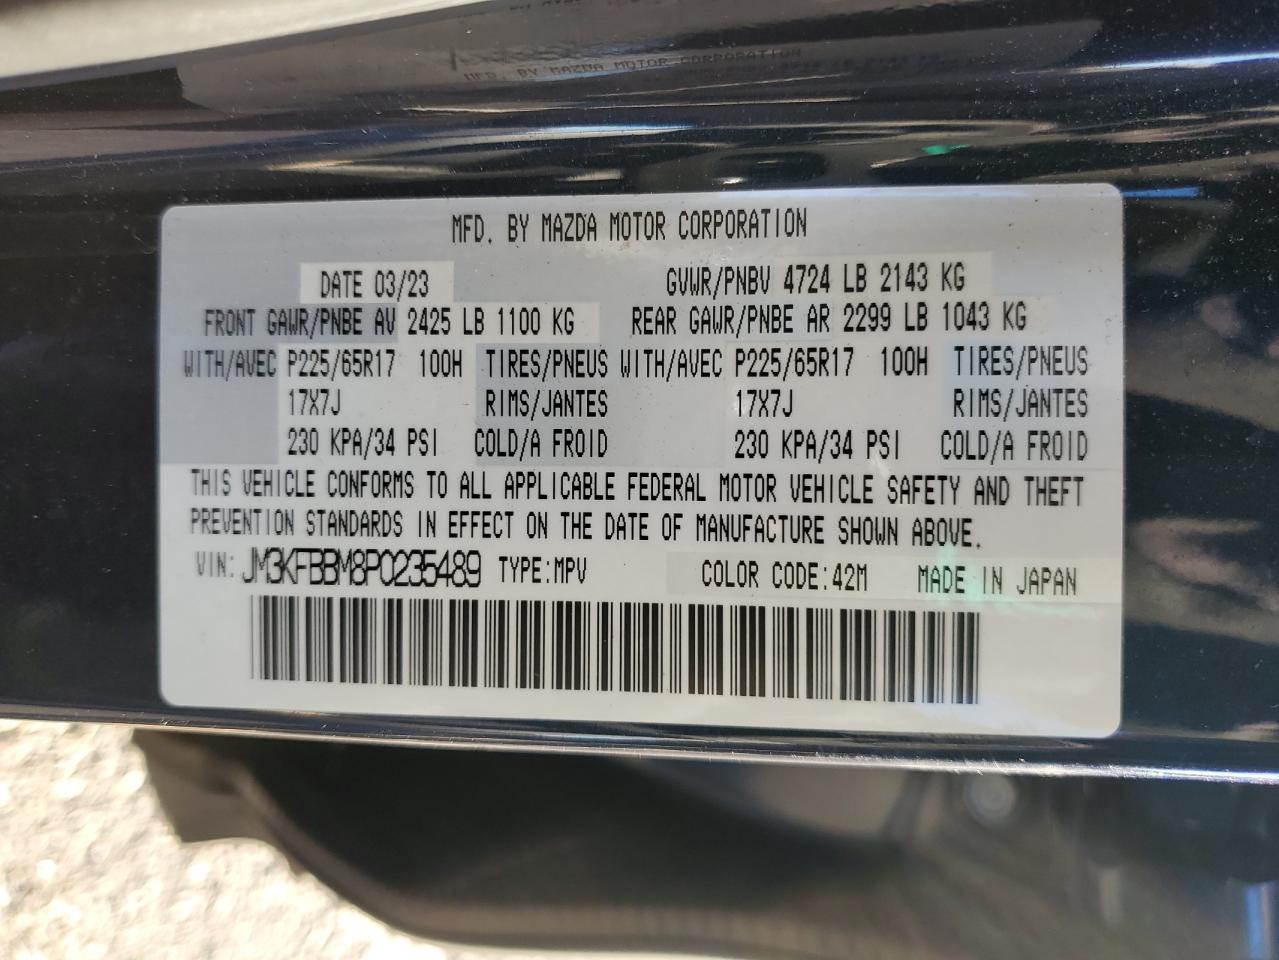 MFD. BY MAZDA MOTOR CORPORATION
MFD. BY MAZDA MOTOR CORPORATION
DATE 03/23 GVWR/PNBV 4724 LB 2143 KG
FRONT GAWR/PNBE AV 2425 LB 1100 KG REAR GAWR/PNBE AR 2299 LB 1043 KG
WITH/AVEC P225/65R17 100H TIRES/PNEUS WITH/AVEC P225/65R17 100H TIRES/PNEUS
17X7J RIMS/JANTES 17X7J RIMS/JANTES
230 KPA/34 PSI COLD/A FROID 230 KPA/34 PSI COLD/A FROID
THIS VEHICLE CONFORMS TO ALL APPLICABLE FEDERAL MOTOR VEHICLE SAFETY AND THEFT
PREVENTION STANDARDS IN EFFECT ON THE DATE OF MANUFACTURE SHOWN ABOVE.
VIN: JM3KFBBM8P0235489 TYPE:MPV COLOR CODE:42M MADE IN JAPAN